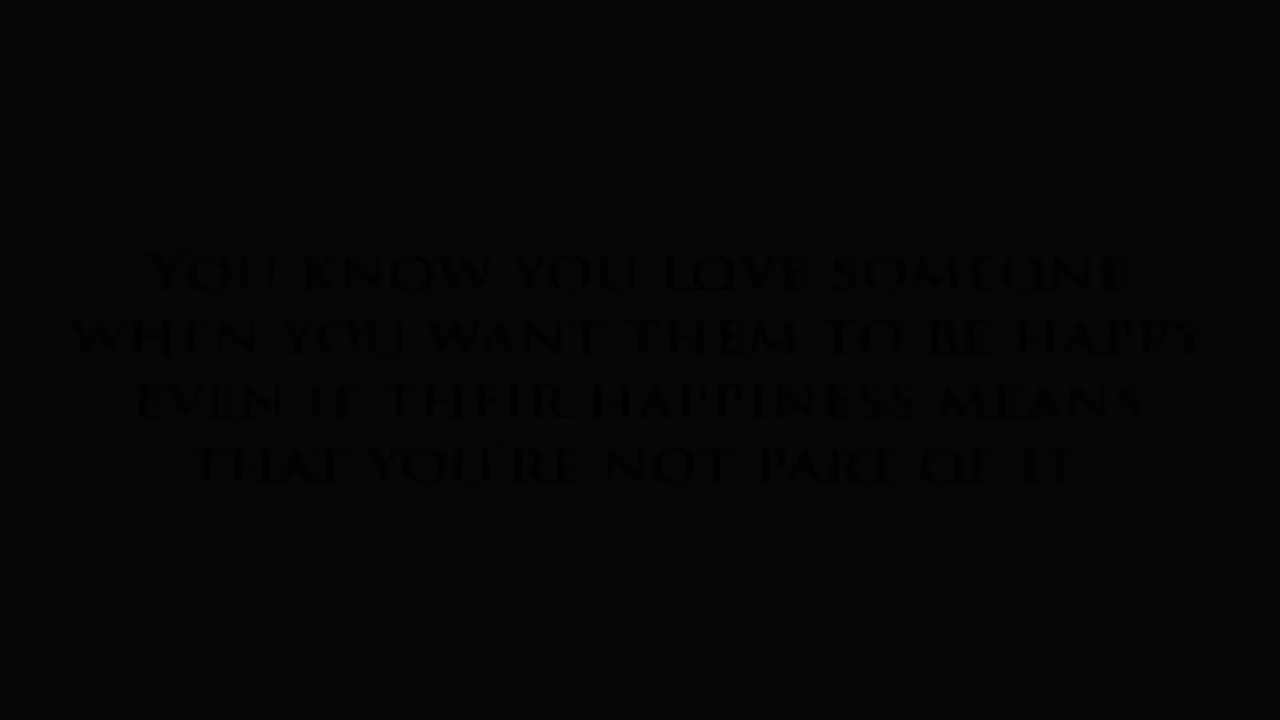 You know you love someone
when you want them to be happy
even if their happiness means
that you're not part of it